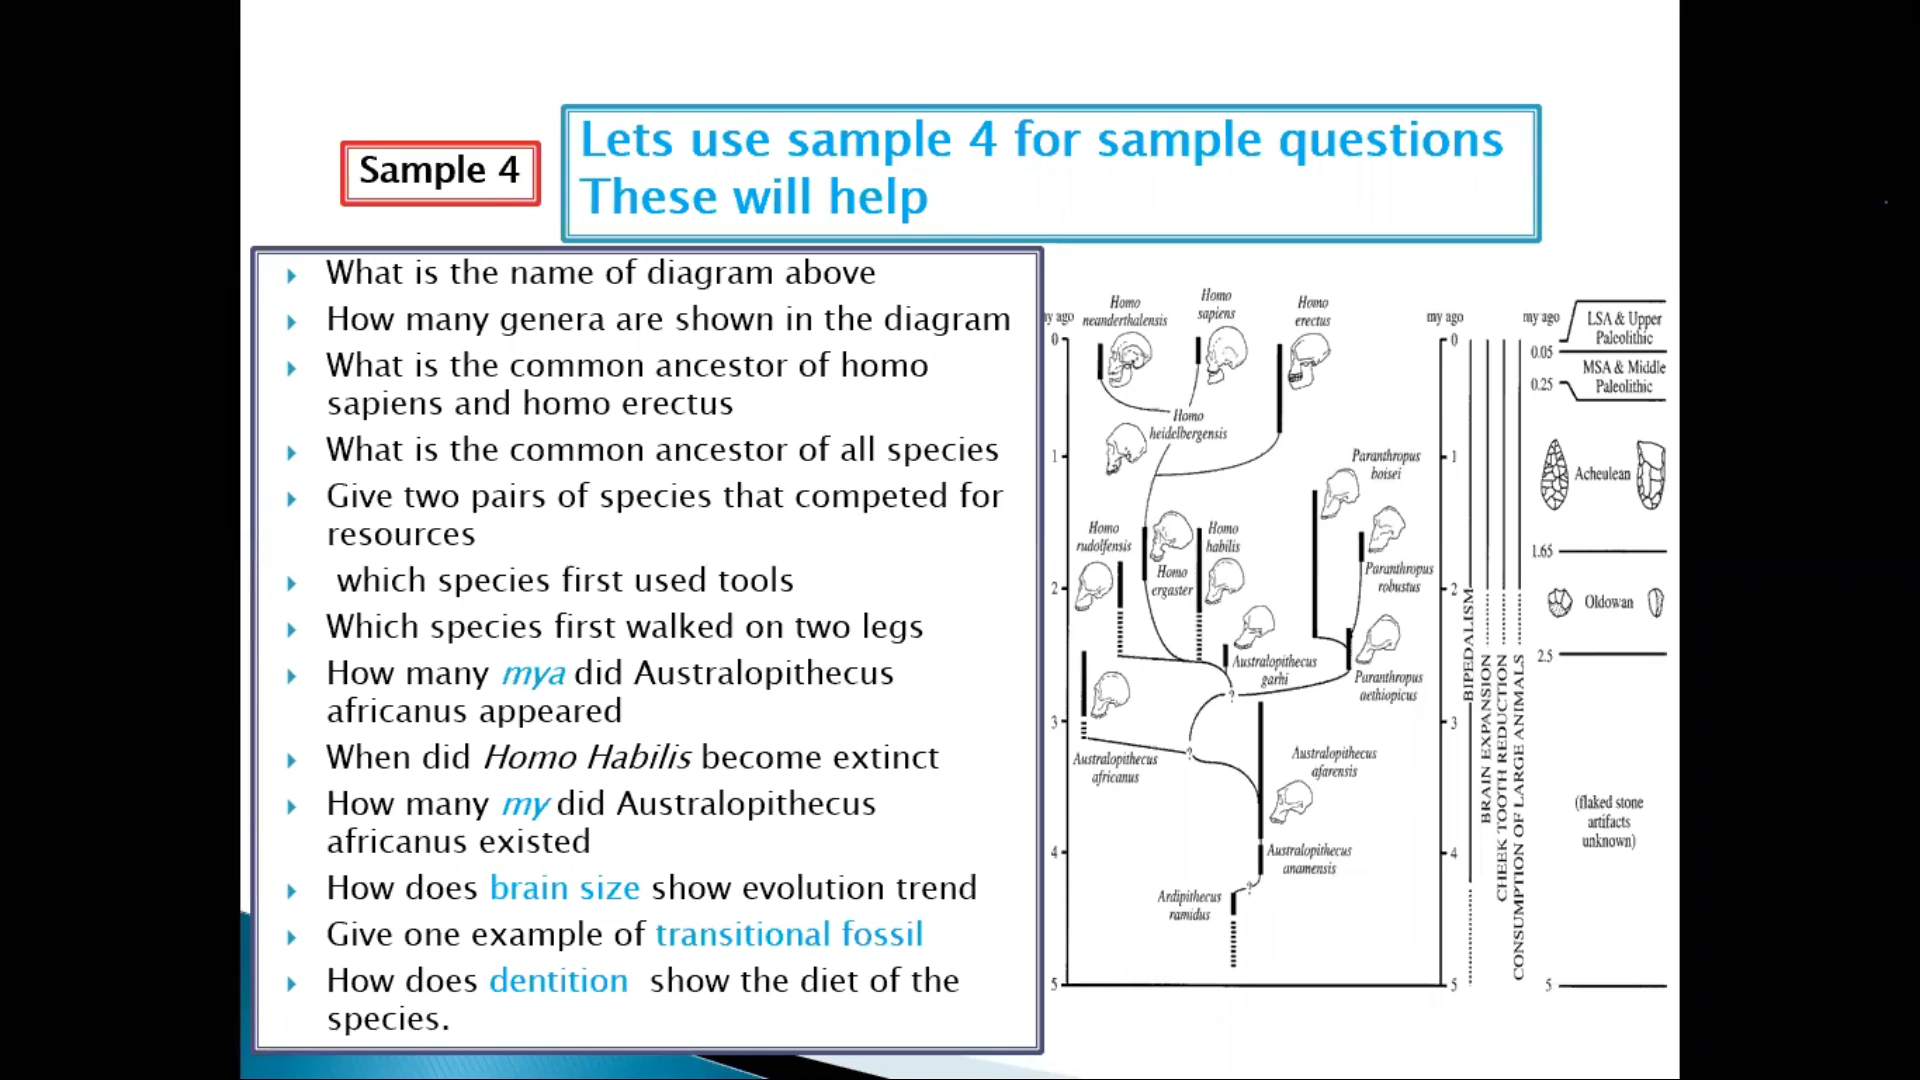 Sample 4
Lets use sample 4 for sample questions
These will help
What is the name of diagram above
How many genera are shown in the diagram
What is the common ancestor of homo
sapiens and homo erectus
What is the common ancestor of all species
Give two pairs of species that competed for
resources
which species first used tools
Which species first walked on two legs
How many mya did Australopithecus
africanus appeared
When did Homo Habilis become extinct
How many my did Australopithecus
africanus existed
How does brain size show evolution trend
Give one example of transitional fossil
How does dentition show the diet of the
species.
my ago
0
1
2
3
4
5
Homo
neanderthalensis
Homo
sapiens
Homo
erectus
Homo
heidelbergensis
Paranthropus
boisei
Homo
rudolfensis
Homo
ergaster
Homo
habilis
Paranthropus
robustus
Australopithecus
garhi
?
Paranthropus
aethiopicus
Australopithecus
africanus
?
Australopithecus
afarensis
Australopithecus
anamensis
?
Ardipithecus
ramidus
my ago
0
1
2
3
4
5
BIPEDALISM
BRAIN EXPANSION
CHEEK TOOTH REDUCTION
CONSUMPTION OF LARGE ANIMALS
my ago
LSA & Upper
Paleolithic
0.05
MSA & Middle
Paleolithic
0.25
Acheulean
1.65
Oldowan
2.5
(flaked stone
artifacts
unknown)
5